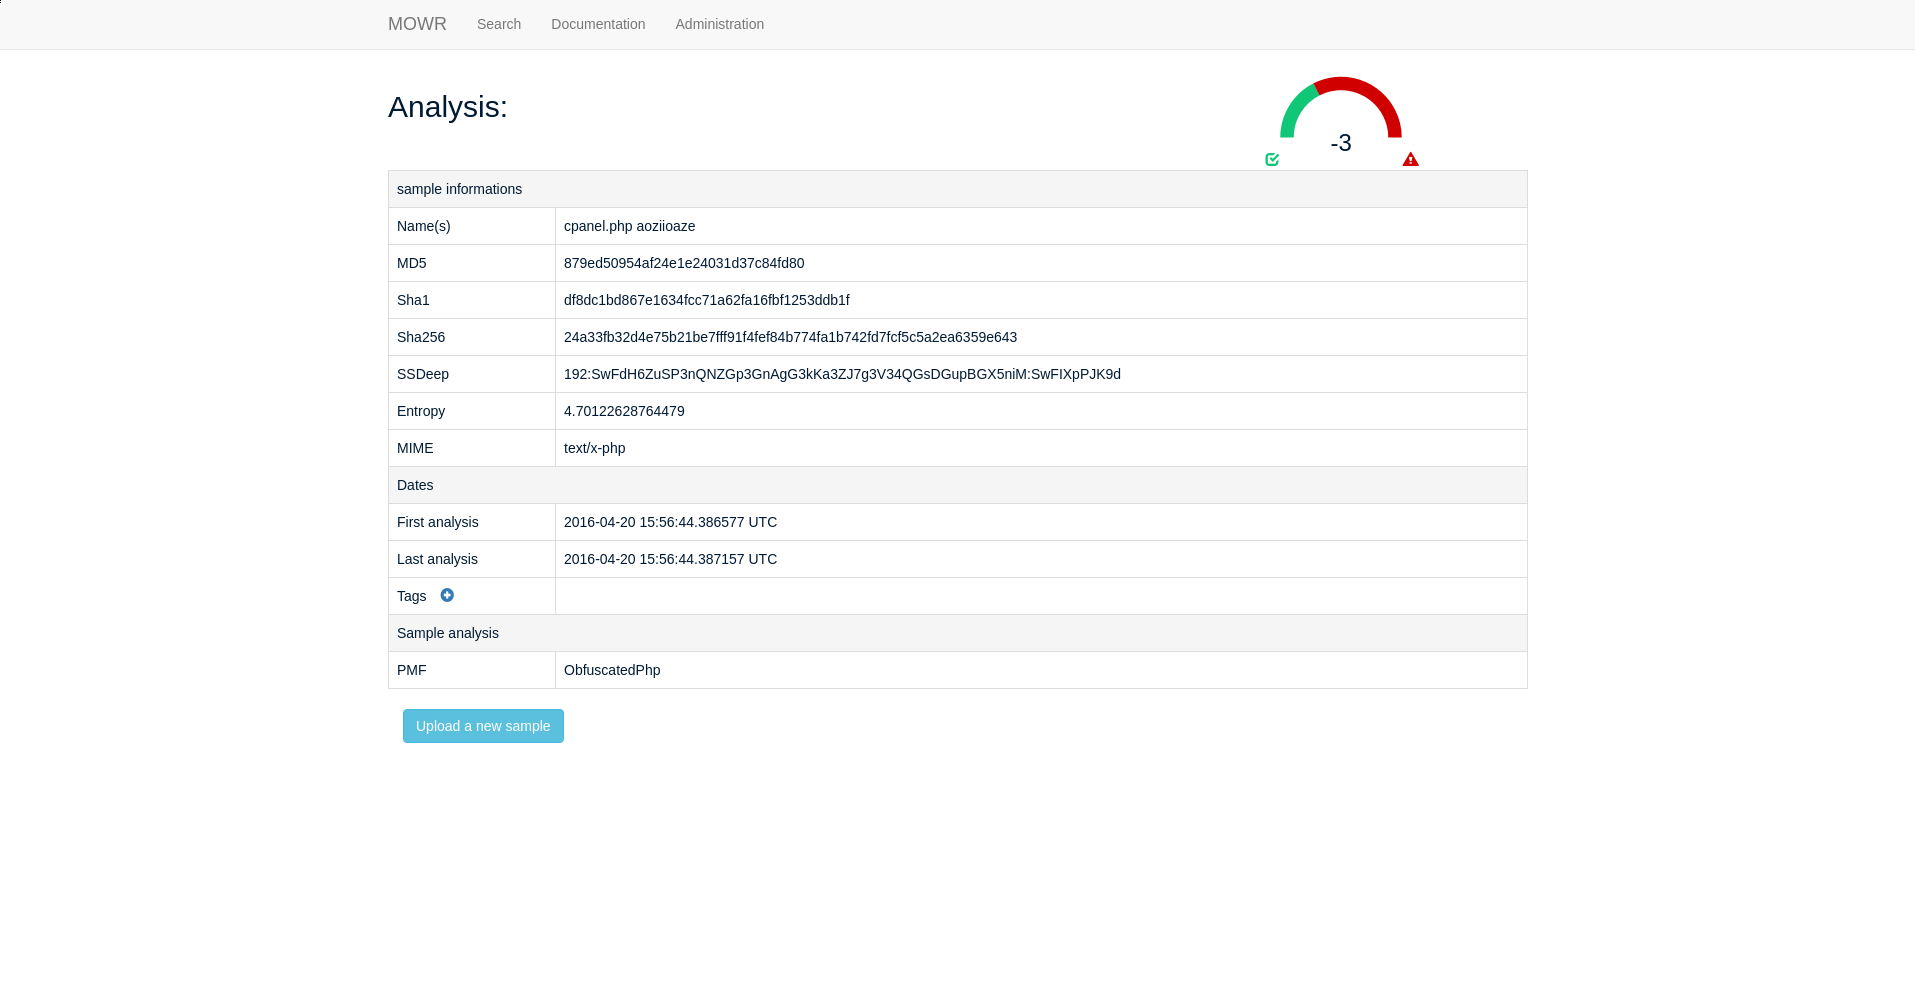 MOWR Search Documentation Administration
Analysis:
-3
sample informations
Name(s) cpanel.php aoziioaze
MD5 879ed50954af24e1e24031d37c84fd80
Sha1 df8dc1bd867e1634fcc71a62fa16fbf1253ddb1f
Sha256 24a33fb32d4e75b21be7fff91f4fef84b774fa1b742fd7fcf5c5a2ea6359e643
SSDeep 192:SwFdH6ZuSP3nQNZGp3GnAgG3kKa3ZJ7g3V34QGsDGupBGX5niM:SwFIXpPJK9d
Entropy 4.70122628764479
MIME text/x-php
Dates
First analysis 2016-04-20 15:56:44.386577 UTC
Last analysis 2016-04-20 15:56:44.387157 UTC
Tags
Sample analysis
PMF ObfuscatedPhp
Upload a new sample